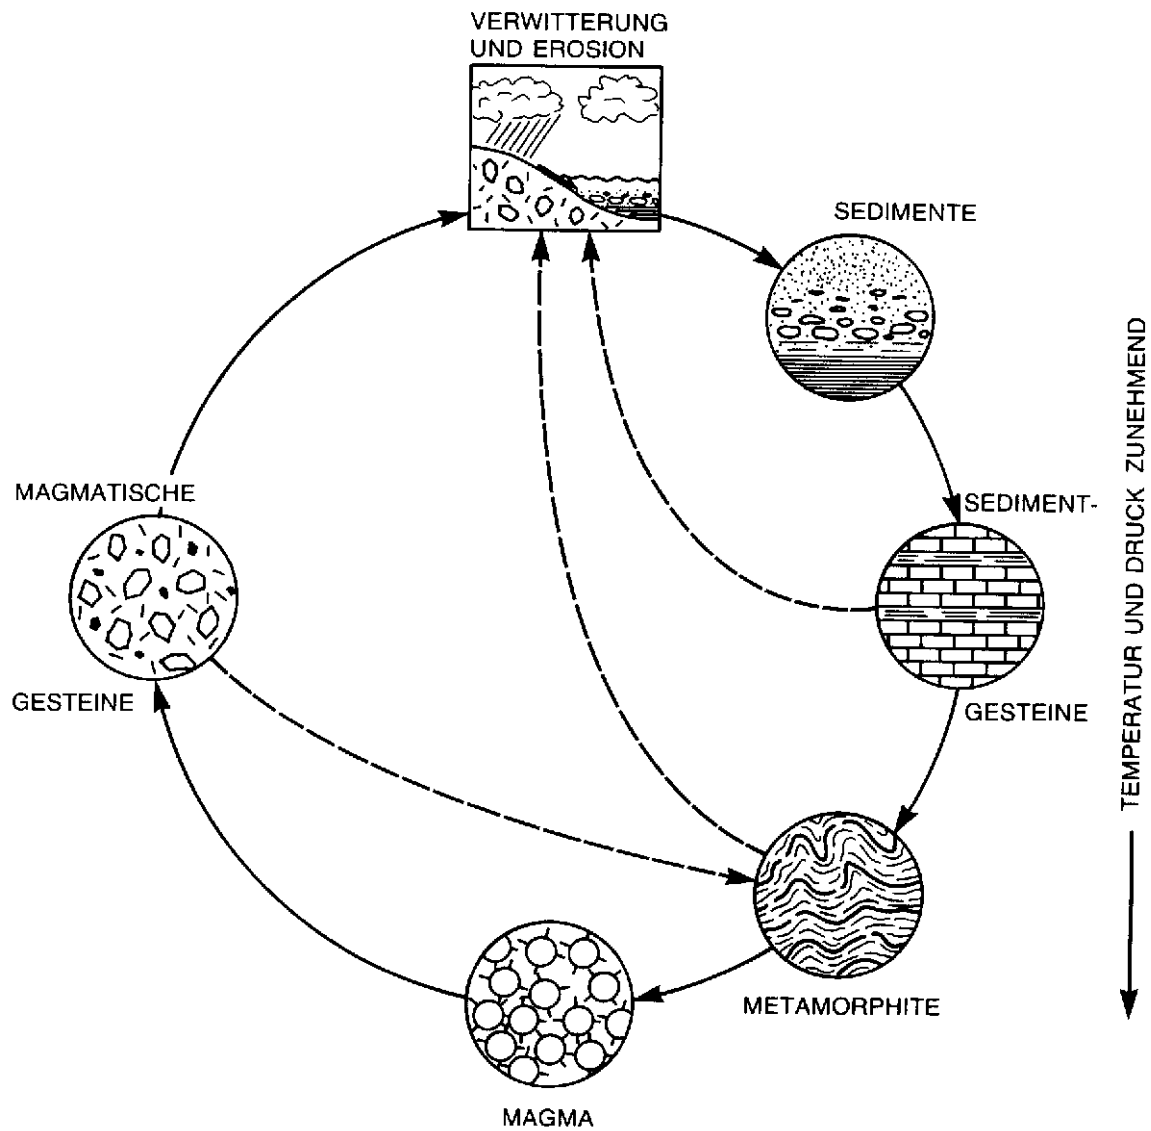 VERWITTERUNG
UND EROSION
SEDIMENTE
MAGMATISCHE
GESTEINE
SEDIMENT-
GESTEINE
TEMPERATUR UND DRUCK ZUNEHMEND
METAMORPHITE
MAGMA